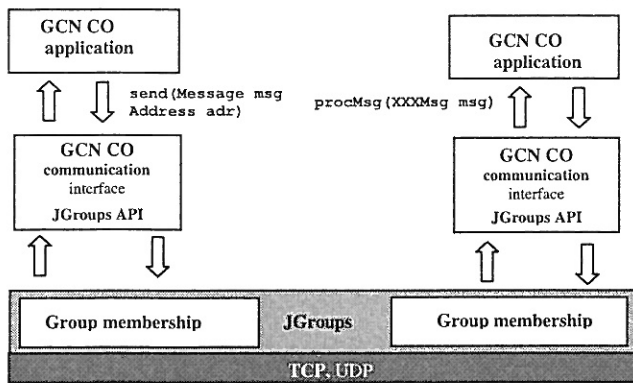 GCN CO
application
send(Message msg
Address adr)
GCN CO
communication
interface
JGroups API
GCN CO
application
procMsg(XXXMsg msg)
GCN CO
communication
interface
JGroups API
Group membership
JGroups
Group membership
TCP, UDP